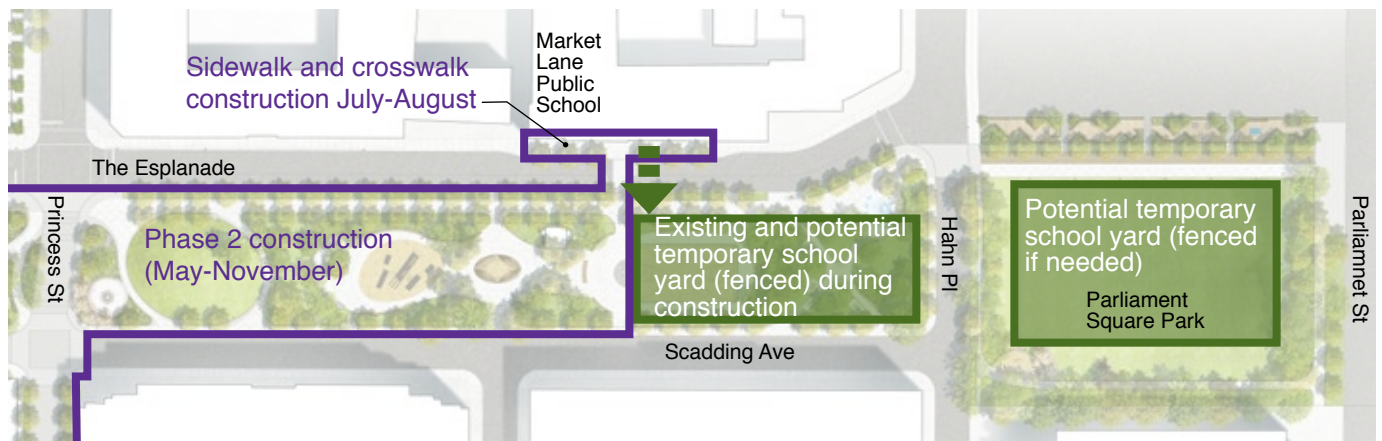 Market
Lane
Public
School
Sidewalk and crosswalk
construction July-August
The Esplanade
Princess St
Phase 2 construction
(May-November)
Existing and potential
temporary school
yard (fenced) during
construction
Hahn Pl
Potential temporary
school yard (fenced
if needed)
Parliament
Square Park
Parliamnet St
Scadding Ave